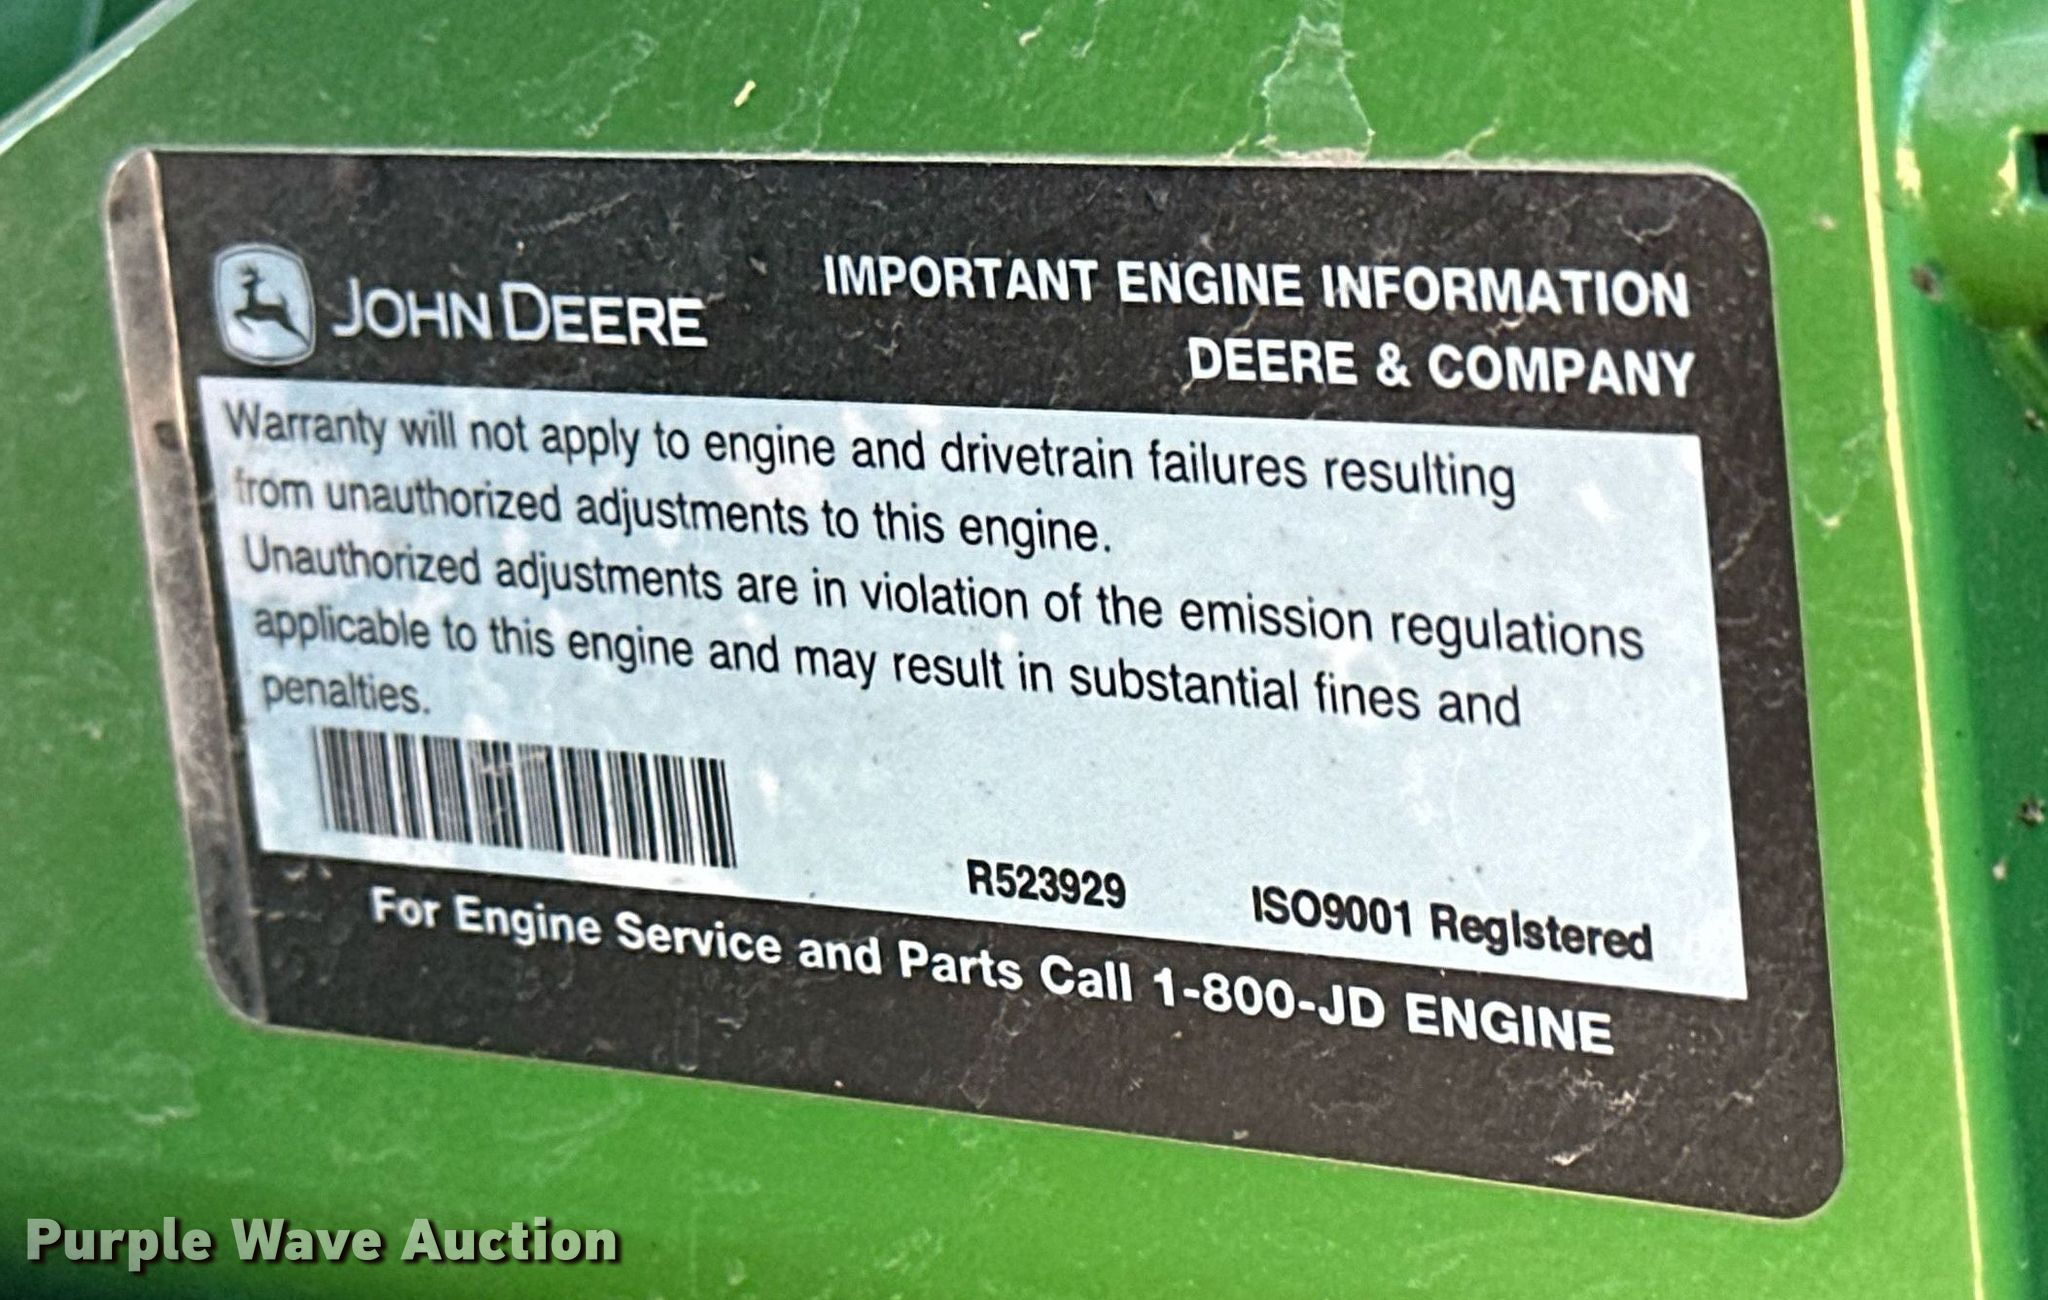 JOHN DEERE
IMPORTANT ENGINE INFORMATION
DEERE & COMPANY
Warranty will not apply to engine and drivetrain failures resulting
from unauthorized adjustments to this engine.
Unauthorized adjustments are in violation of the emission regulations
applicable to this engine and may result in substantial fines and
penalties.
R523929 ISO9001 RegIstered
For Engine Service and Parts Call 1-800-JD ENGINE
Purple Wave Auction